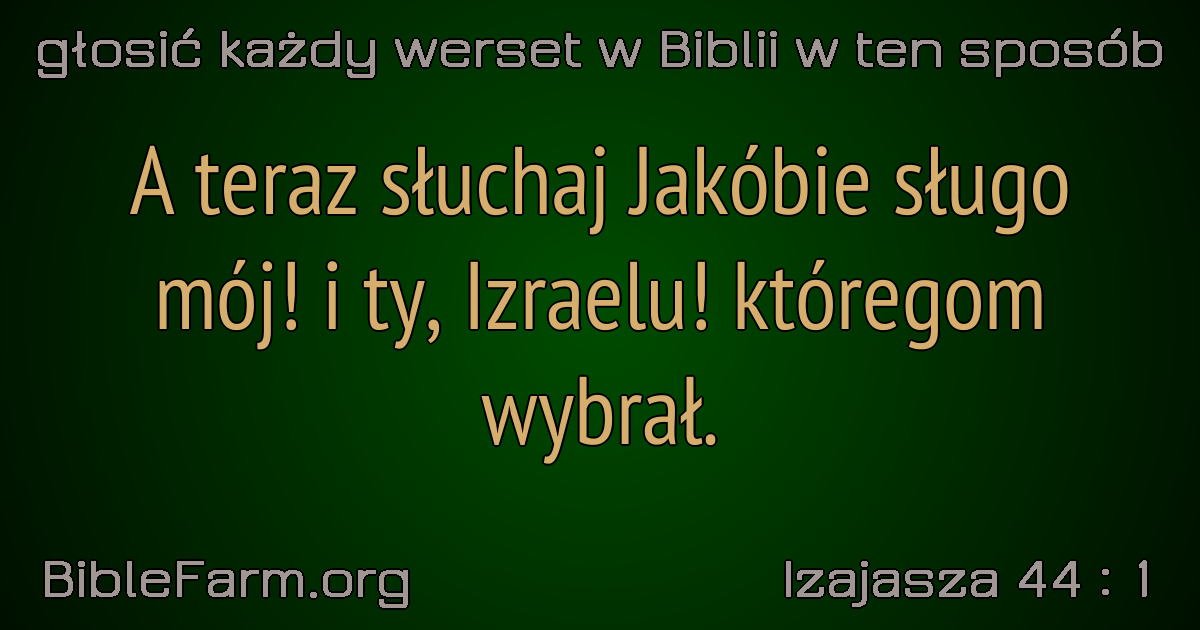 głosić każdy werset w Biblii w ten sposób
A teraz słuchaj Jakóbie sługo
mój! i ty, Izraelu! któregom
wybrał.
BibleFarm.org
Izajasza 44 : 1